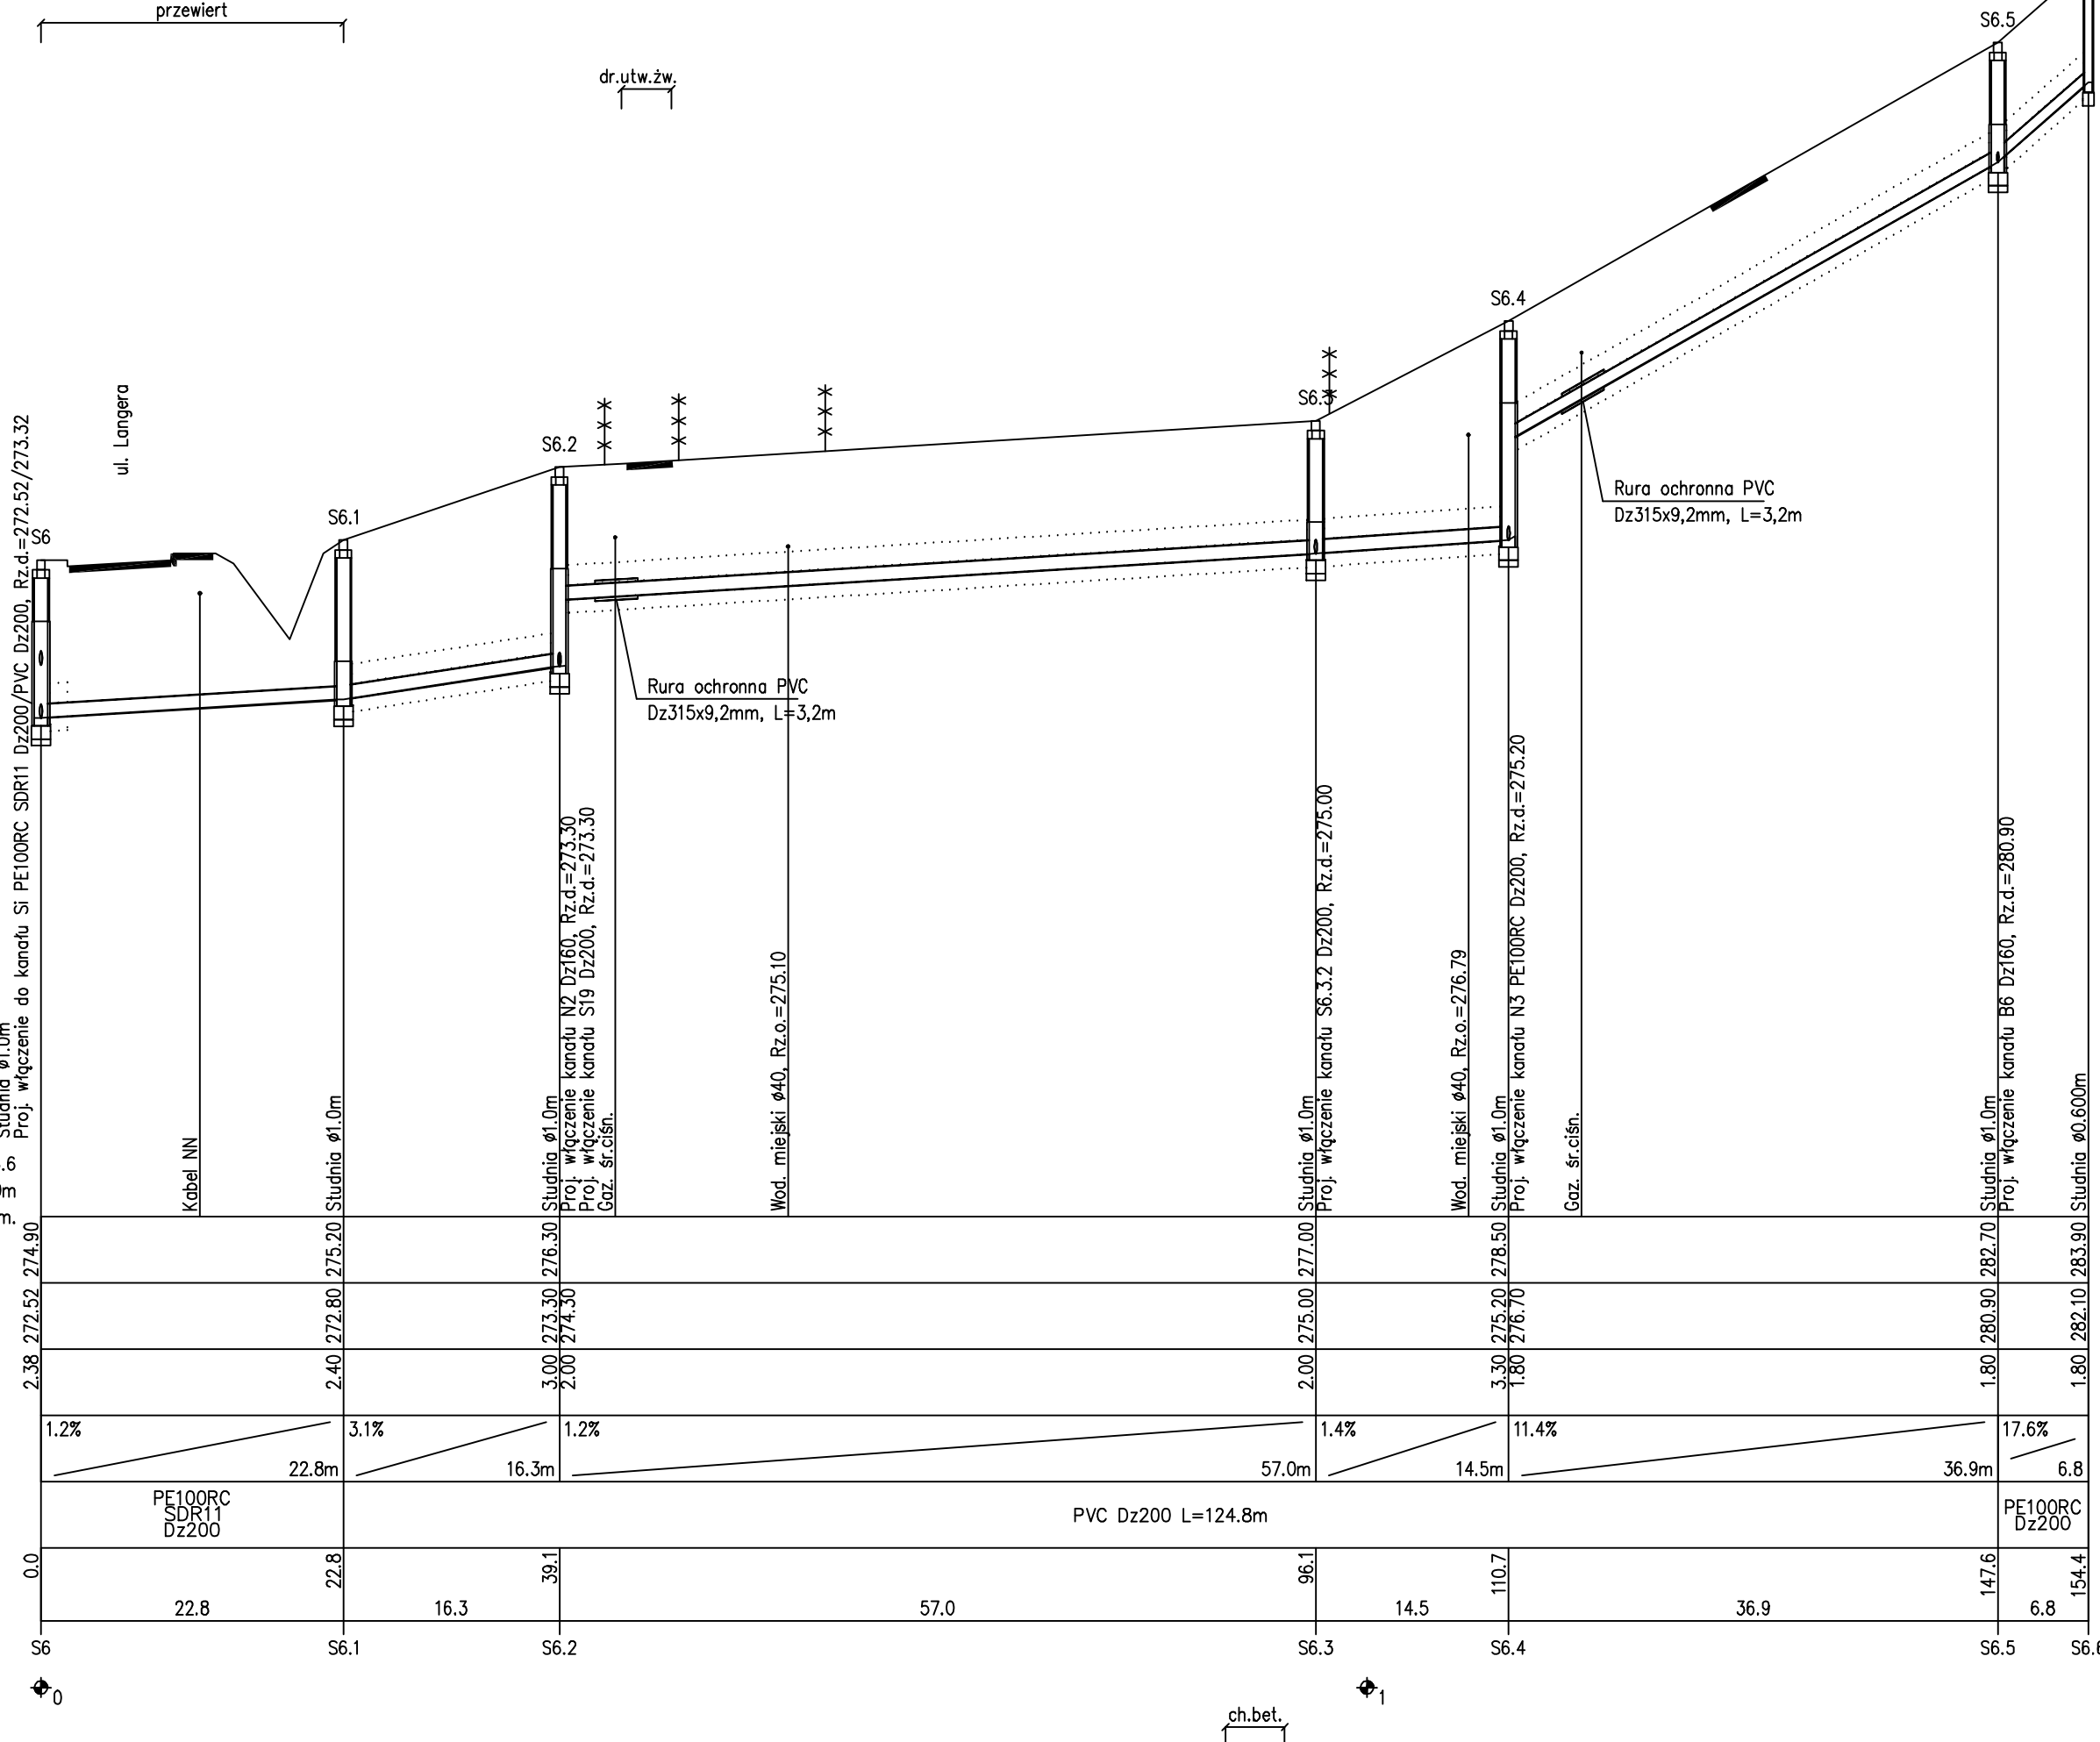 przewiert
dr.utw.żw.
S6.5
S6.4
S6.3
S6.2
S6.1
S6
ul. Langera
Rura ochronna PVC
Dz315x9,2mm, L=3,2m
Rura ochronna PVC
Dz315x9,2mm, L=3,2m
Studnia ø1.0m
Proj. włączenie do kanału Si PE100RC SDR11 Dz200/PVC Dz200, Rz.d.=272.52/273.32
Kabel NN
Studnia ø1.0m
Studnia ø1.0m
Proj. włączenie kanału N2 Dz160, Rz.d.=273.30
Proj. włączenie kanału S19 Dz200, Rz.d.=273.30
Gaz. śr.ciśn.
Wod. miejski ø40, Rz.o.=275.10
Studnia ø1.0m
Proj. włączenie kanału S6.3.2 Dz200, Rz.d.=275.00
Wod. miejski ø40, Rz.o.=276.79
Studnia ø1.0m
Proj. włączenie kanału N3 PE100RC Dz200, Rz.d.=275.20
Gaz. śr.ciśn.
Studnia ø1.0m
Proj. włączenie kanału B6 Dz160, Rz.d.=280.90
Studnia ø0.600m
.6
m
m.
274.90 275.20 276.30 277.00 278.50 282.70 283.90
272.52 272.80 273.30 274.30 275.00 275.20 276.70 280.90 282.10
2.38 2.40 3.00 2.00 2.00 3.30 1.80 1.80 1.80
1.2% 3.1% 1.2% 1.4% 11.4% 17.6%
22.8m 16.3m 57.0m 14.5m 36.9m 6.8
PE100RC
SDR11
Dz200
PVC Dz200 L=124.8m
PE100RC
Dz200
0.0 22.8 39.1 96.1 110.7 147.6 154.4
22.8 16.3 57.0 14.5 36.9 6.8
S6 S6.1 S6.2 S6.3 S6.4 S6.5 S6.6
0 1
ch.bet.